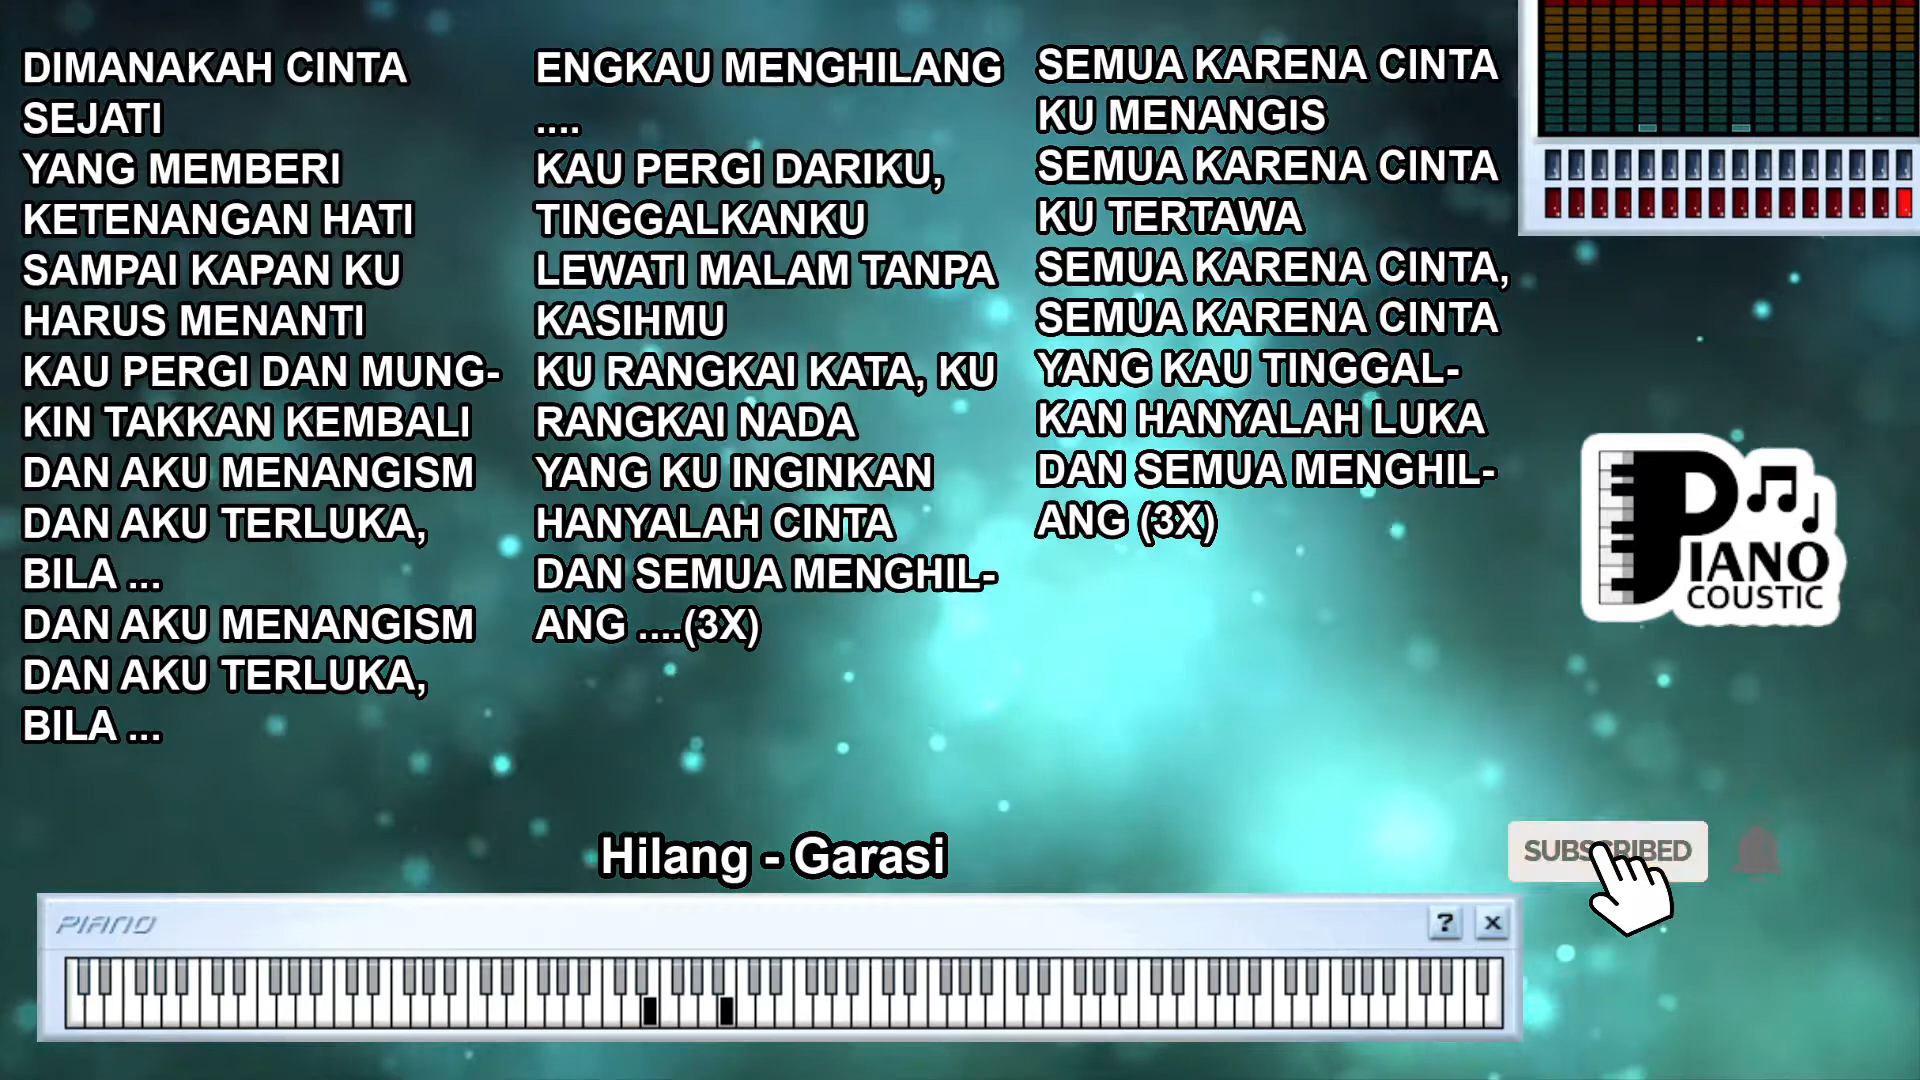 DIMANAKAH CINTA
SEJATI
YANG MEMBERI
KETENANGAN HATI
SAMPAI KAPAN KU
HARUS MENANTI
KAU PERGI DAN MUNG-
KIN TAKKAN KEMBALI
DAN AKU MENANGISM
DAN AKU TERLUKA,
BILA ...
DAN AKU MENANGISM
DAN AKU TERLUKA,
BILA ...
ENGKAU MENGHILANG
....
KAU PERGI DARIKU,
TINGGALKANKU
LEWATI MALAM TANPA
KASIHMU
KU RANGKAI KATA, KU
RANGKAI NADA
YANG KU INGINKAN
HANYALAH CINTA
DAN SEMUA MENGHIL-
ANG ....(3X)
SEMUA KARENA CINTA
KU MENANGIS
SEMUA KARENA CINTA
KU TERTAWA
SEMUA KARENA CINTA,
SEMUA KARENA CINTA
YANG KAU TINGGAL-
KAN HANYALAH LUKA
DAN SEMUA MENGHIL-
ANG (3X)
PIANO
COUSTIC
Hilang - Garasi
SUBSCRIBED
PIANO
? x